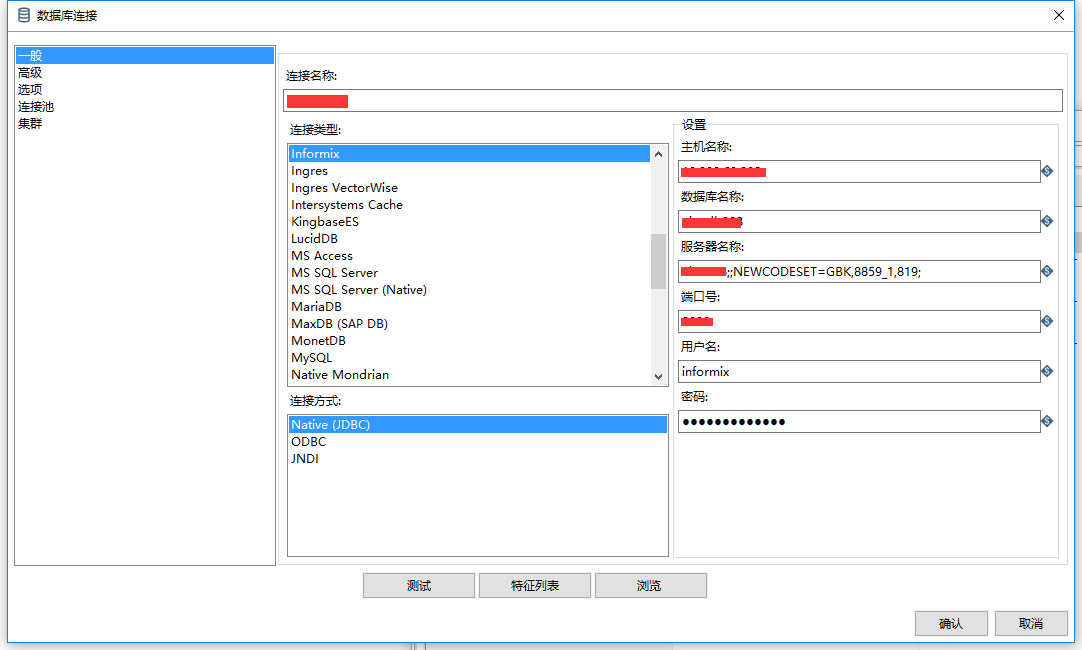 数据库连接
一般
高级
选项
连接池
集群
连接名称:
连接类型:
Informix
Ingres
Ingres VectorWise
Intersystems Cache
KingbaseES
LucidDB
MS Access
MS SQL Server
MS SQL Server (Native)
MariaDB
MaxDB (SAP DB)
MonetDB
MySQL
Native Mondrian
连接方式:
Native (JDBC)
ODBC
JNDI
设置
主机名称:
数据库名称:
服务器名称:
;;NEWCODESET=GBK,8859_1,819;
端口号:
用户名:
informix
密码:
●●●●●●●●●●●●●
测试
特征列表
浏览
确认
取消